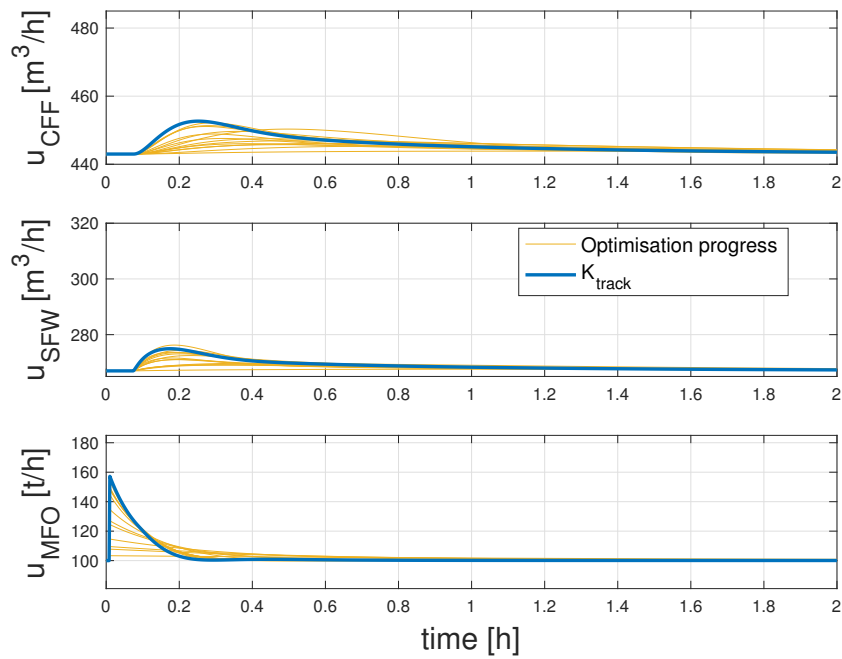 480
460
440
u_CFF [m^3/h]
0 0.2 0.4 0.6 0.8 1 1.2 1.4 1.6 1.8 2
320
300
280
u_SFW [m^3/h]
Optimisation progress
K_track
0 0.2 0.4 0.6 0.8 1 1.2 1.4 1.6 1.8 2
180
160
140
120
100
u_MFO [t/h]
0 0.2 0.4 0.6 0.8 1 1.2 1.4 1.6 1.8 2
time [h]